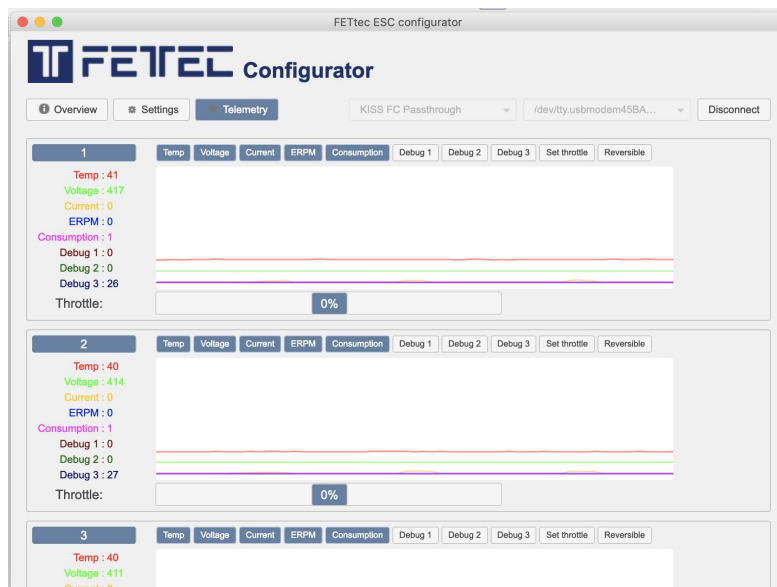 FETtec ESC configurator
FETTEC Configurator
Overview Settings Telemetry KISS FC Passthrough /dev/tty.usbmodem45BA... Disconnect
1 Temp Voltage Current ERPM Consumption Debug 1 Debug 2 Debug 3 Set throttle Reversible
Temp : 41
Voltage : 417
Current : 0
ERPM : 0
Consumption : 1
Debug 1 : 0
Debug 2 : 0
Debug 3 : 26
Throttle: 0%
2 Temp Voltage Current ERPM Consumption Debug 1 Debug 2 Debug 3 Set throttle Reversible
Temp : 40
Voltage : 414
Current : 0
ERPM : 0
Consumption : 1
Debug 1 : 0
Debug 2 : 0
Debug 3 : 27
Throttle: 0%
3 Temp Voltage Current ERPM Consumption Debug 1 Debug 2 Debug 3 Set throttle Reversible
Temp : 40
Voltage : 411